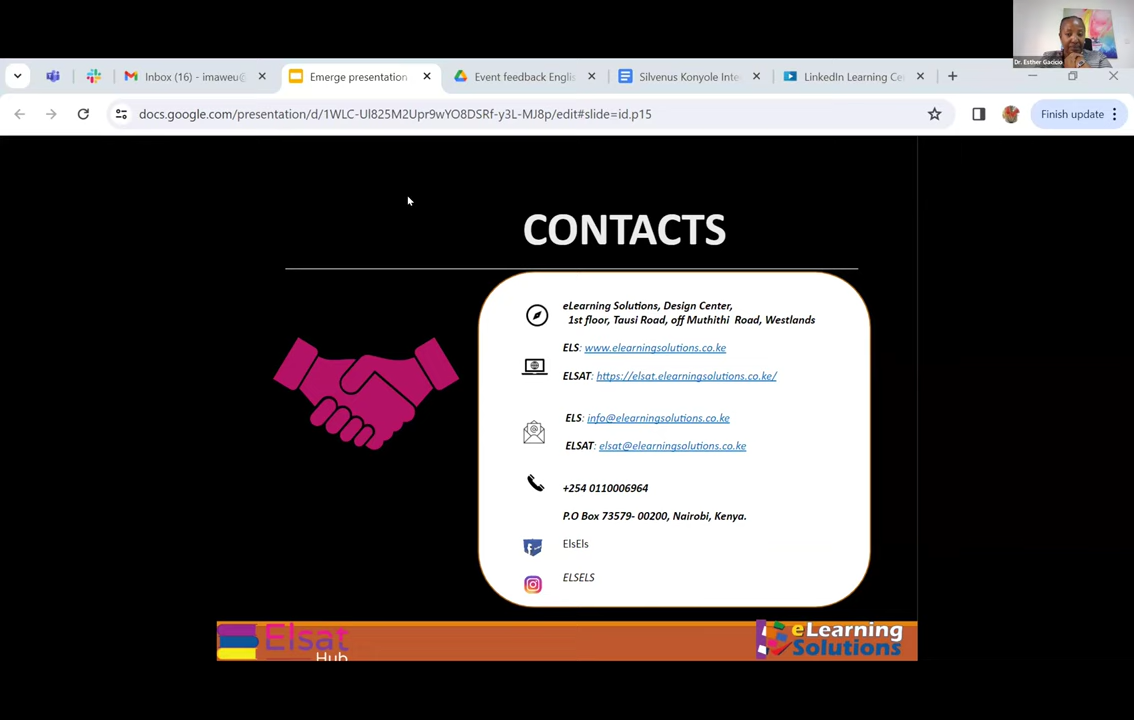 Dr. Esther Gacicio
Inbox (16) - imaweu@
Emerge presentation
Event feedback Englis
Silvenus Konyole Inte
LinkedIn Learning Ce
docs.google.com/presentation/d/1WLC-Ul825M2Upr9wYO8DSRf-y3L-MJ8p/edit#slide=id.p15
Finish update
CONTACTS
eLearning Solutions, Design Center,
1st floor, Tausi Road, off Muthithi Road, Westlands
ELS: www.elearningsolutions.co.ke
ELSAT: https://elsat.elearningsolutions.co.ke/
ELS: info@elearningsolutions.co.ke
ELSAT: elsat@elearningsolutions.co.ke
+254 0110006964
P.O Box 73579- 00200, Nairobi, Kenya.
ElsEls
ELSELS
Elsat
Hub
eLearning
Solutions